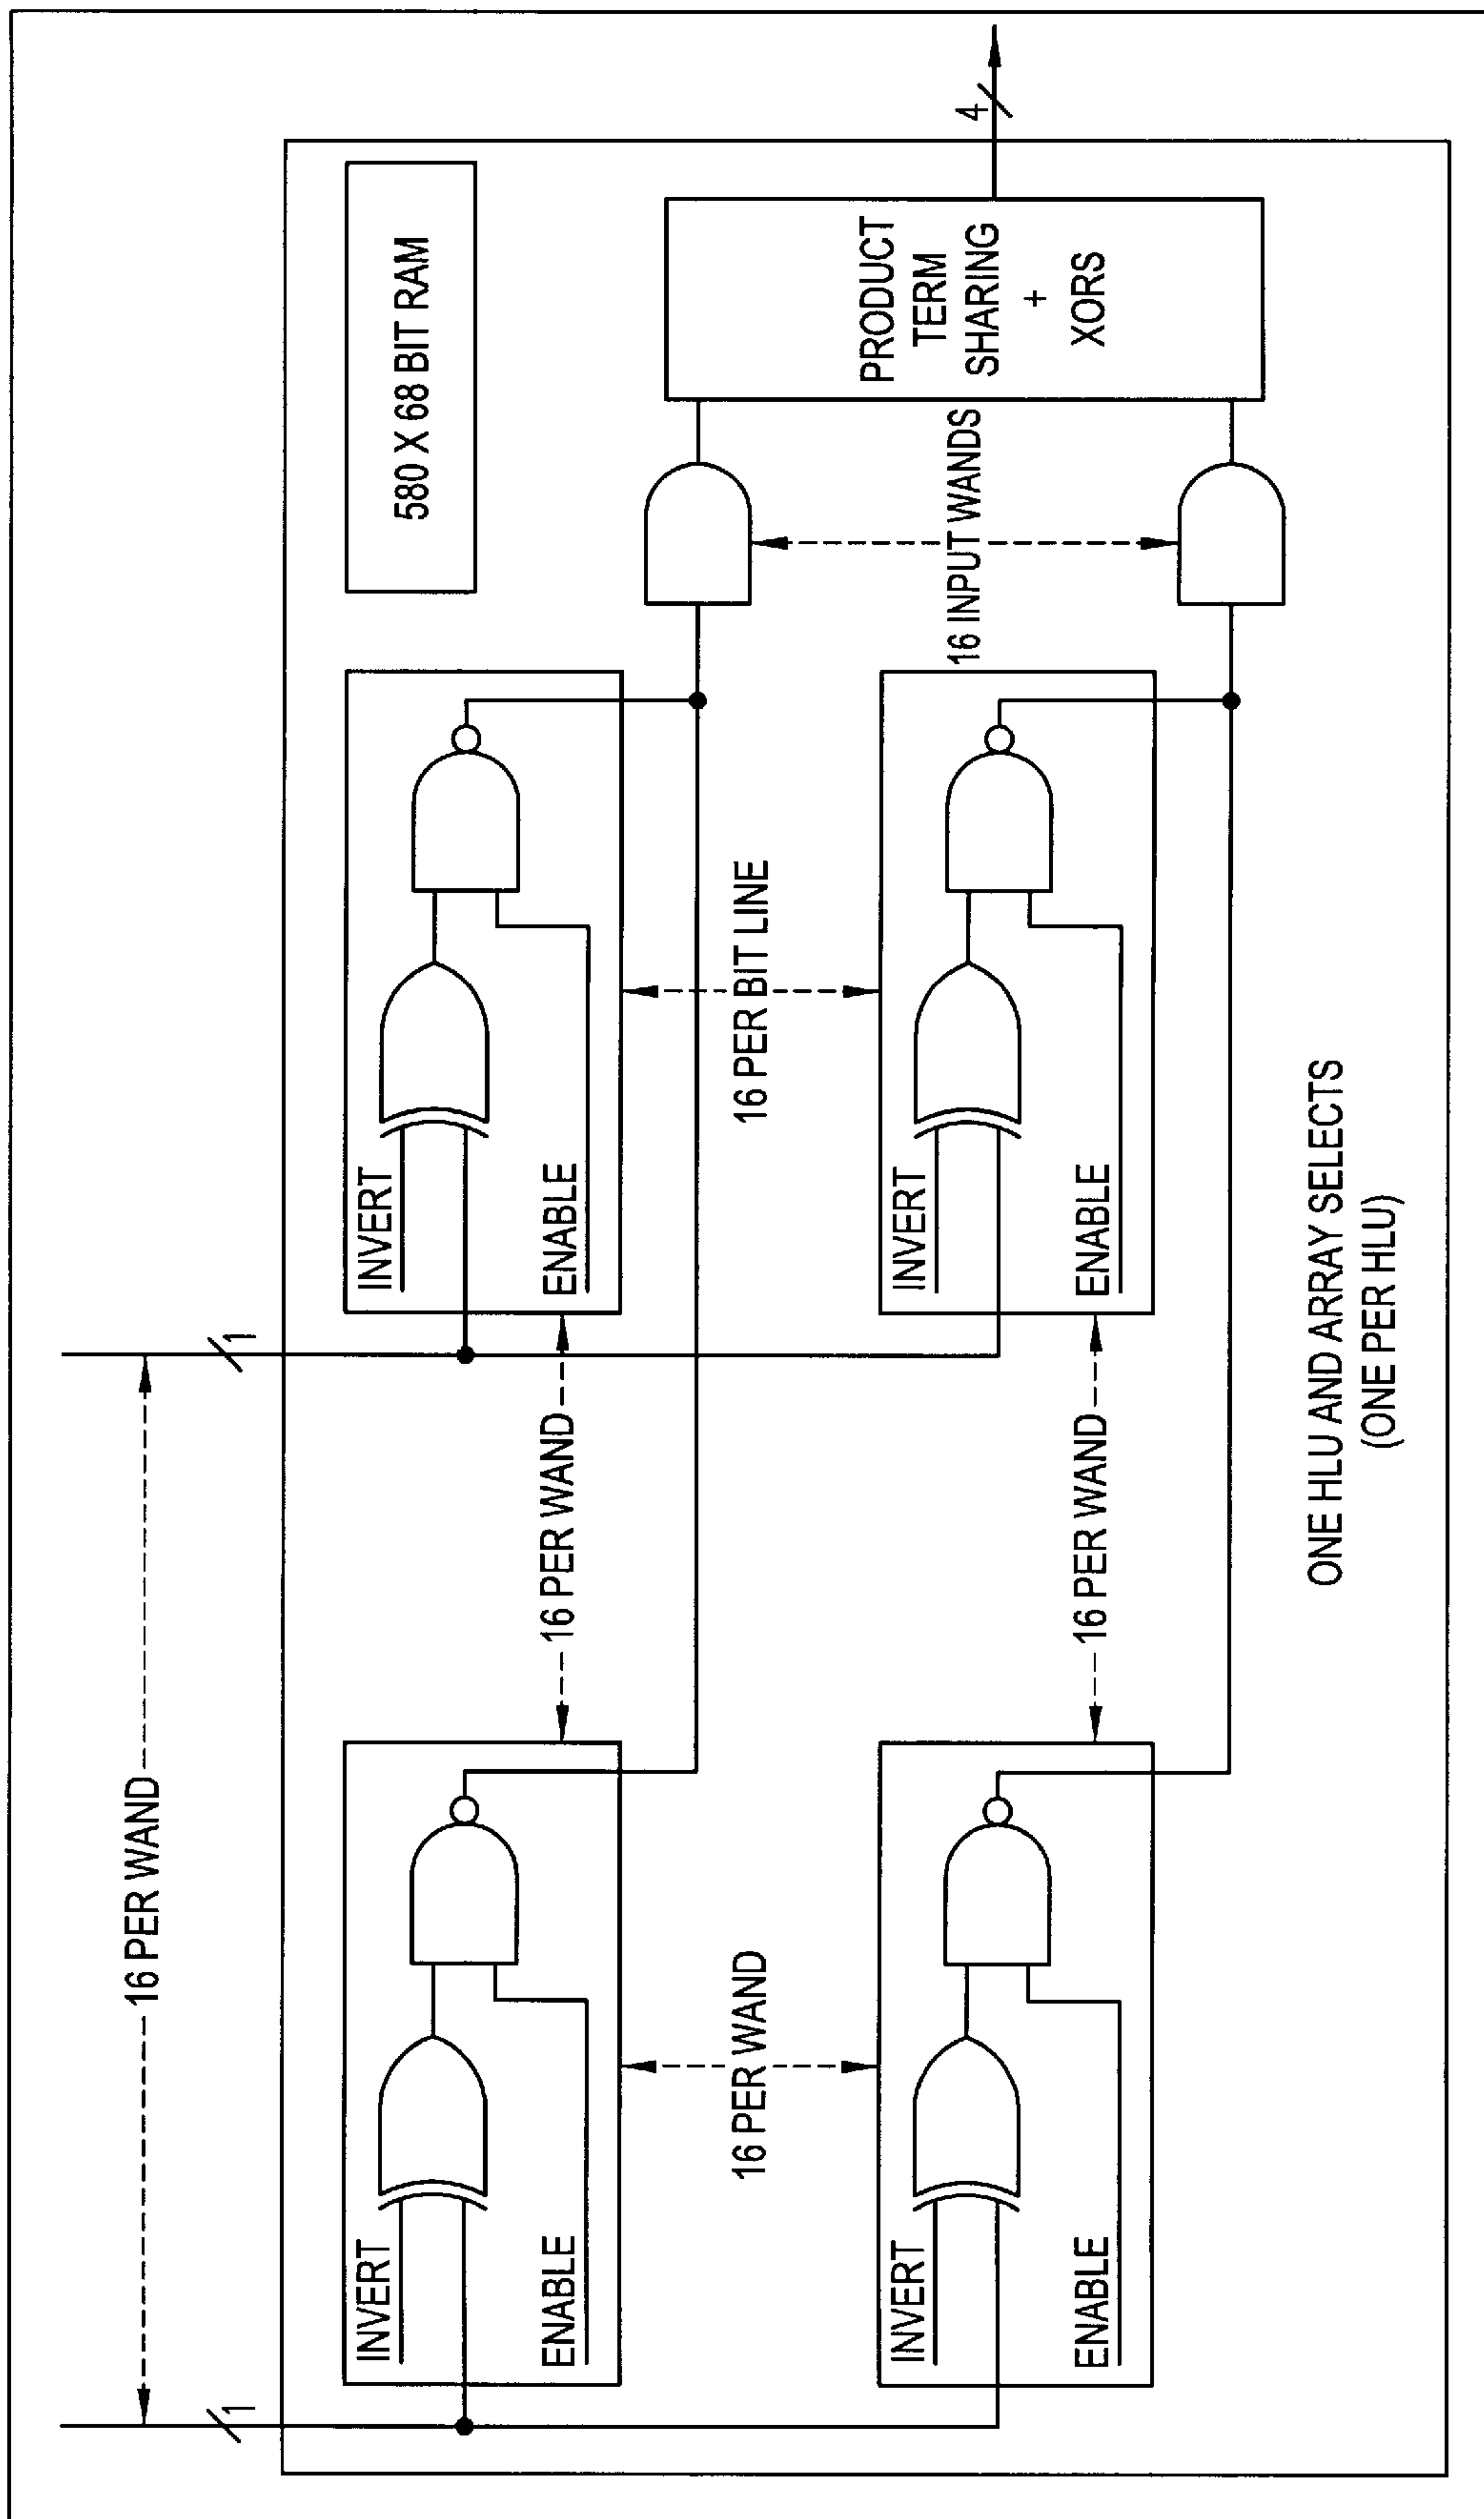 16 PER WAND
1
1
4
580 X 68 BIT RAM
INVERT
ENABLE
INVERT
ENABLE
16 PER WAND
16 PER WAND
16 PER BIT LINE
16 INPUT WANDS
PRODUCT
TERM
SHARING
+
XORS
INVERT
ENABLE
INVERT
ENABLE
16 PER WAND
ONE HLU AND ARRAY SELECTS
(ONE PER HLU)